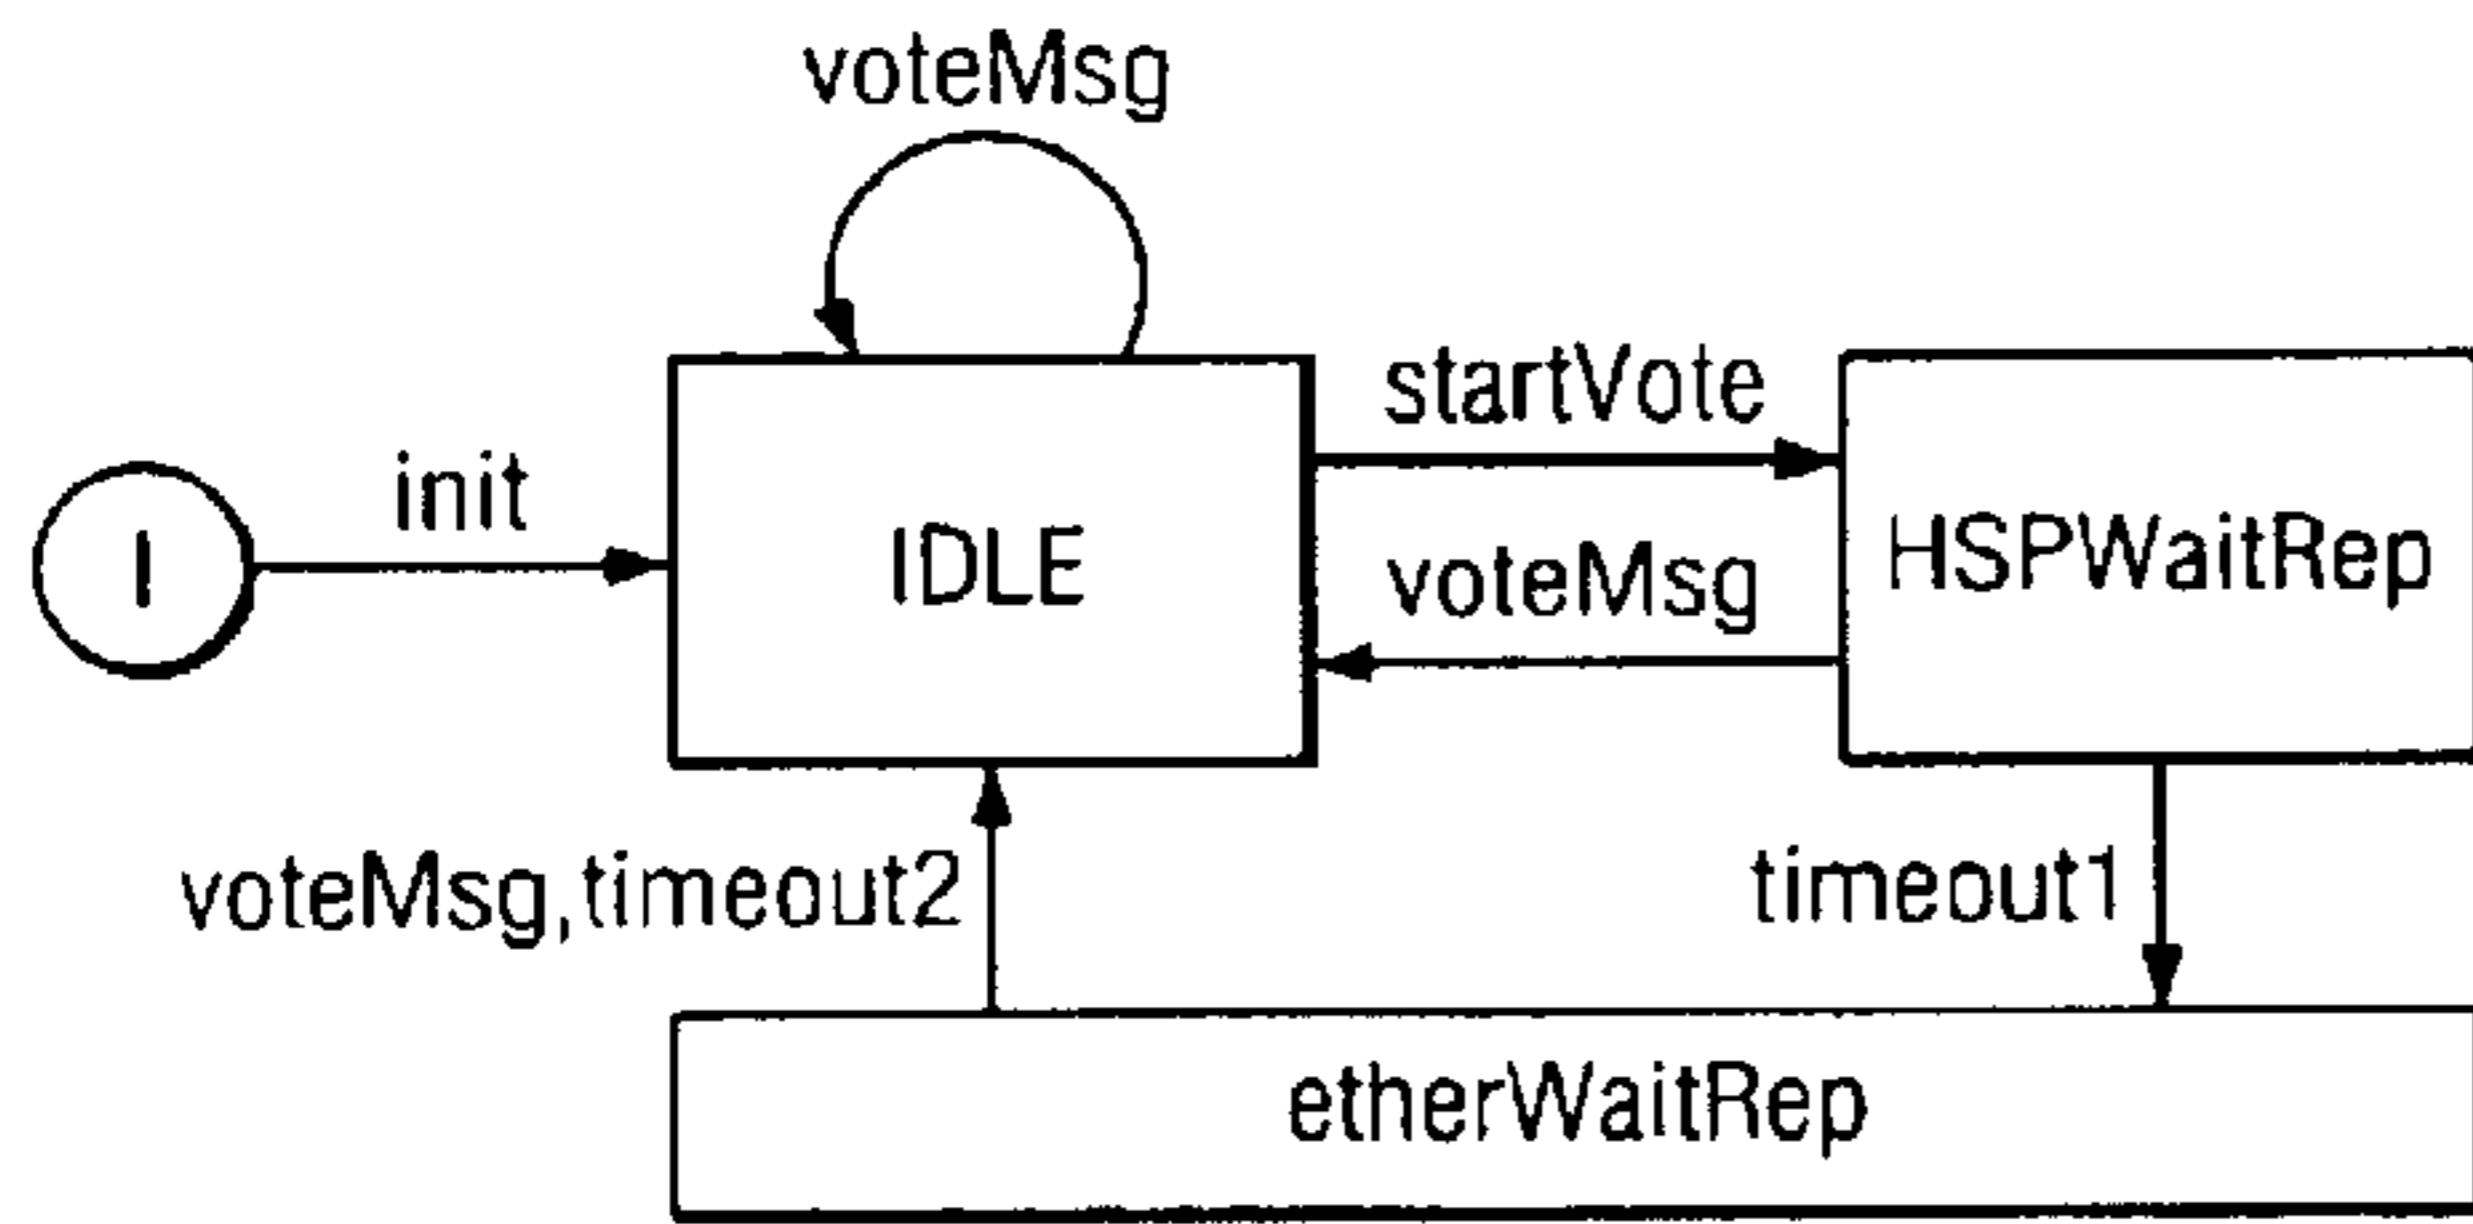 voteMsg
startVote
init
I
IDLE
voteMsg
HSPWaitRep
voteMsg,timeout2
timeout1
etherWaitRep